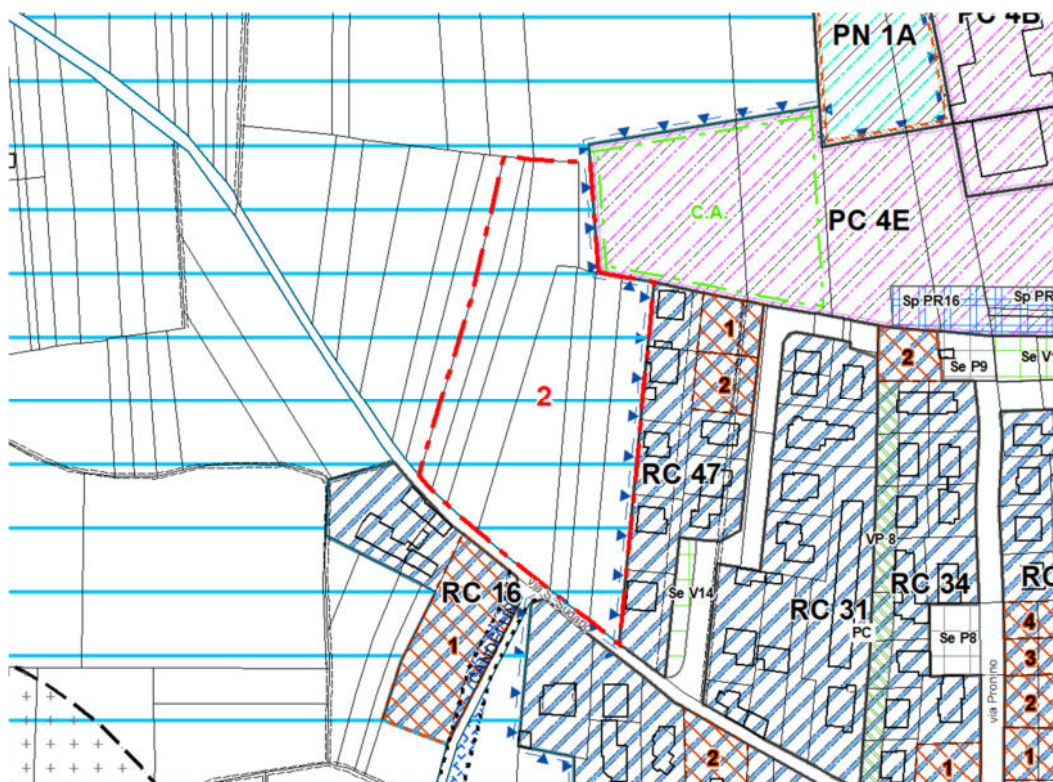 PN 1A
PC 4B
C.A.
PC 4E
Sp PR16
Sp PR
1
2
Se P9
Se V
2
2
RC 47
VP 8
RC 16
Se V14
RC 34
RC
RC 31
PC
1
4
Se P8
3
via Pronino
2
2
1
1